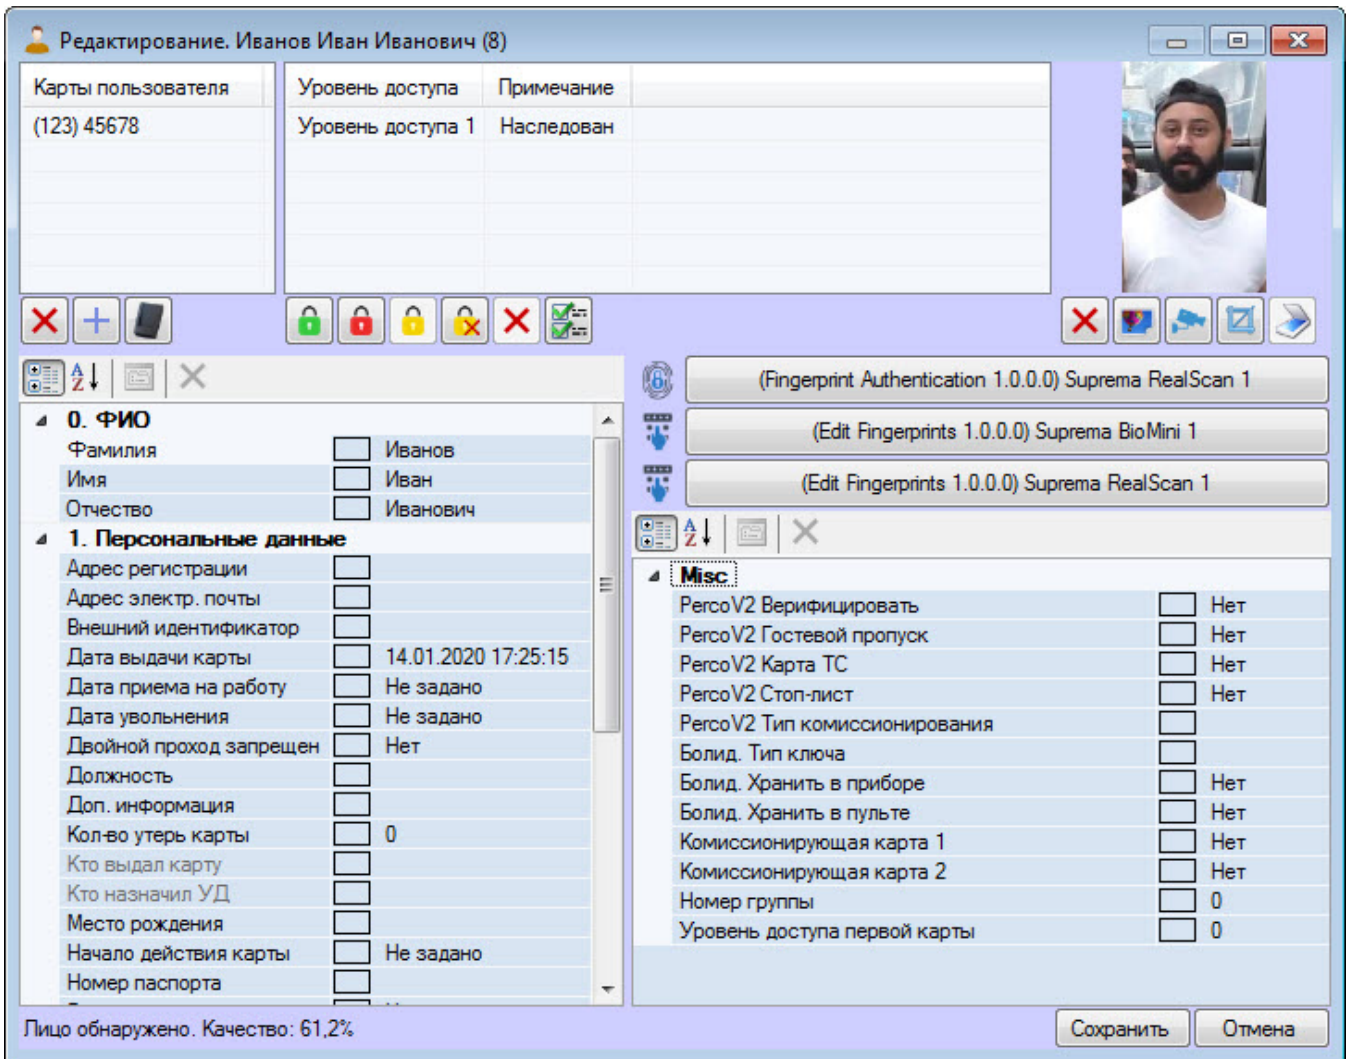 Редактирование. Иванов Иван Иванович (8)
Карты пользователя
(123) 45678
Уровень доступа Примечание
Уровень доступа 1 Наследован
(Fingerprint Authentication 1.0.0.0) Suprema RealScan 1
(Edit Fingerprints 1.0.0.0) Suprema BioMini 1
(Edit Fingerprints 1.0.0.0) Suprema RealScan 1
0. ФИО
Фамилия Иванов
Имя Иван
Отчество Иванович
1. Персональные данные
Адрес регистрации
Адрес электр. почты
Внешний идентификатор
Дата выдачи карты 14.01.2020 17:25:15
Дата приема на работу Не задано
Дата увольнения Не задано
Двойной проход запрещен Нет
Должность
Доп. информация
Кол-во утерь карты 0
Кто выдал карту
Кто назначил УД
Место рождения
Начало действия карты Не задано
Номер паспорта
Misc
PercoV2 Верифицировать Нет
PercoV2 Гостевой пропуск Нет
PercoV2 Карта ТС Нет
PercoV2 Стоп-лист Нет
PercoV2 Тип комиссионирования
Болид. Тип ключа
Болид. Хранить в приборе Нет
Болид. Хранить в пульте Нет
Комиссионирующая карта 1 Нет
Комиссионирующая карта 2 Нет
Номер группы 0
Уровень доступа первой карты 0
Лицо обнаружено. Качество: 61,2%
Сохранить
Отмена